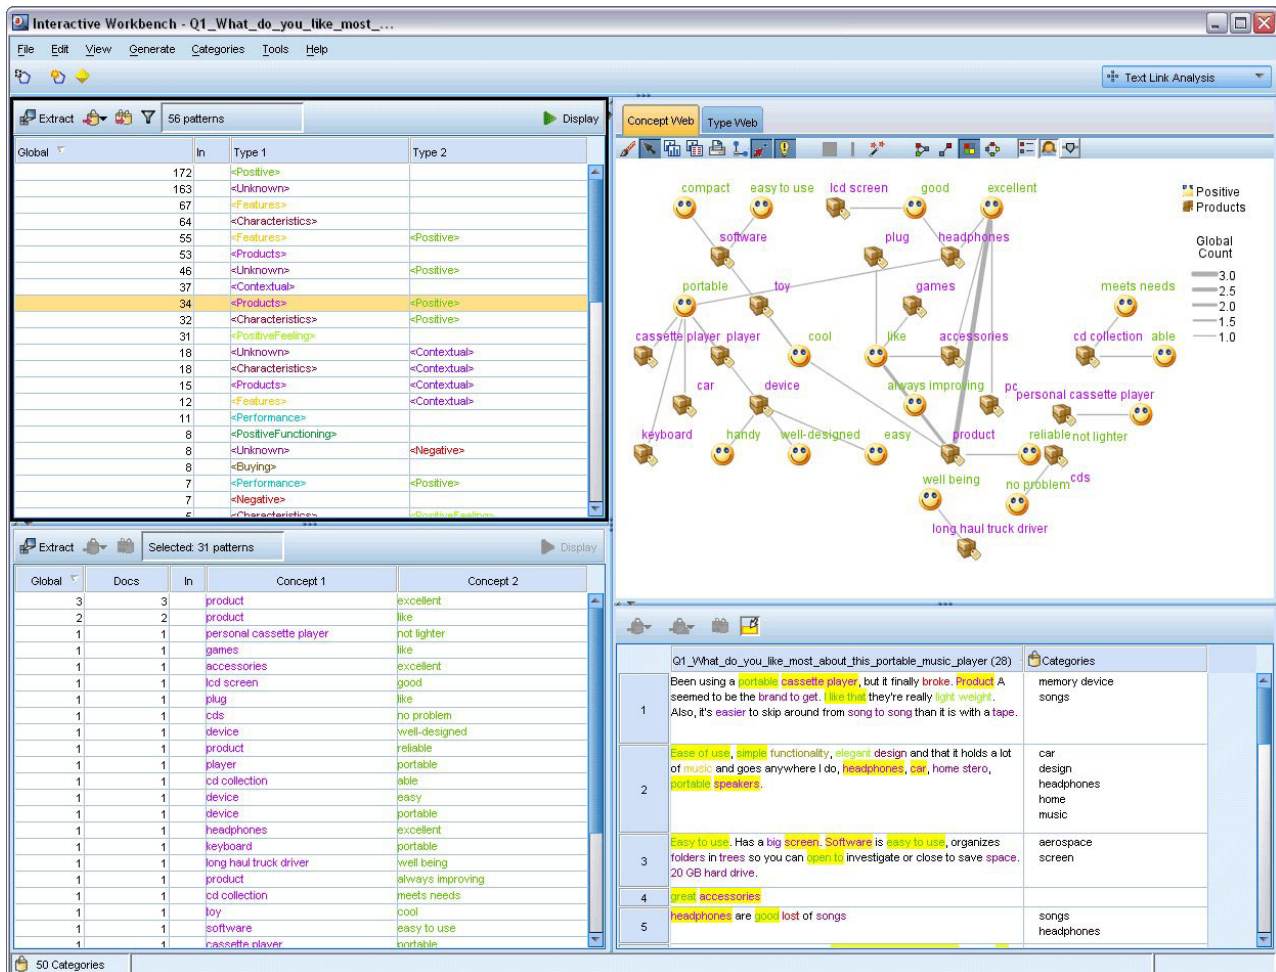 Interactive Workbench - Q1_What_do_you_like_most_...
File Edit View Generate Categories Tools Help
Text Link Analysis
Extract 56 patterns Display
Global In Type 1 Type 2
172 <Positive>
163 <Unknown>
67 <Features>
64 <Characteristics>
55 <Features> <Positive>
53 <Products>
46 <Unknown> <Positive>
37 <Contextual>
34 <Products> <Positive>
32 <Characteristics> <Positive>
31 <PositiveFeeling>
18 <Unknown> <Contextual>
18 <Characteristics> <Contextual>
15 <Products> <Contextual>
12 <Features> <Contextual>
11 <Performance>
8 <PositiveFunctioning>
8 <Unknown> <Negative>
8 <Buying>
7 <Performance> <Positive>
7 <Negative>
5 <Characteristics> <PositiveFeeling>
Extract Selected: 31 patterns Display
Global Docs In Concept 1 Concept 2
3 3 product excellent
2 2 product like
1 1 personal cassette player not lighter
1 1 games like
1 1 accessories excellent
1 1 lcd screen good
1 1 plug like
1 1 cds no problem
1 1 device well-designed
1 1 product reliable
1 1 player portable
1 1 cd collection able
1 1 device easy
1 1 device portable
1 1 headphones excellent
1 1 keyboard portable
1 1 long haul truck driver well being
1 1 product always improving
1 1 cd collection meets needs
1 1 toy cool
1 1 software easy to use
1 1 cassette player portable
50 Categories
Concept Web Type Web
compact easy to use lcd screen good excellent
Positive
Products
software plug headphones
Global
Count
3.0
2.5
2.0
1.5
1.0
portable toy games meets needs
cassette player player cool like accessories cd collection able
car device always improving pc personal cassette player
keyboard handy well-designed easy product reliable not lighter
well being no problem cds
long haul truck driver
Q1_What_do_you_like_most_about_this_portable_music_player (28) Categories
1
Been using a portable cassette player, but it finally broke. Product A
seemed to be the brand to get. I like that they're really light weight.
Also, it's easier to skip around from song to song than it is with a tape.
memory device
songs
2
Ease of use, simple functionality, elegant design and that it holds a lot
of music and goes anywhere I do, headphones, car, home stero,
portable speakers.
car
design
headphones
home
music
3
Easy to use. Has a big screen. Software is easy to use, organizes
folders in trees so you can open to investigate or close to save space.
20 GB hard drive.
aerospace
screen
4
great accessories
5
headphones are good lost of songs
songs
headphones